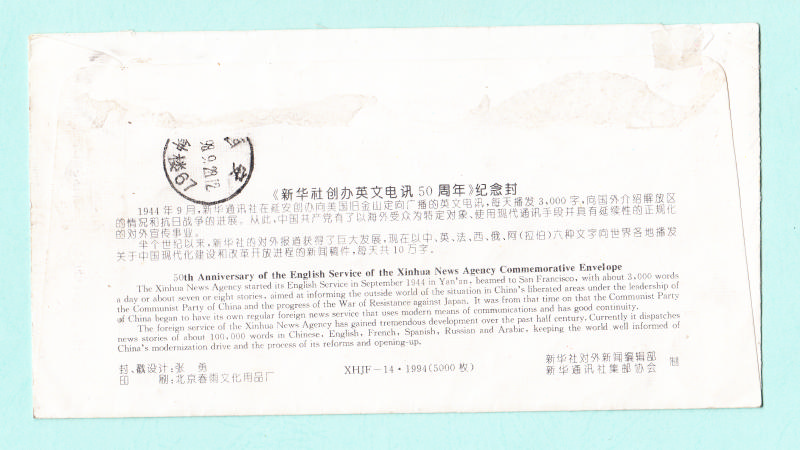 西安
98.9.29.12
钟楼67
《新华社创办英文电讯50周年》纪念封
1944年9月,新华通讯社在延安创办向美国旧金山定向广播的英文电讯,每天播发3,000字,向国外介绍解放区
的情况和抗日战争的进展。从此,中国共产党有了以海外受众为特定对象、使用现代通讯手段并具有延续性的正规化
的对外宣传事业。
半个世纪以来,新华社的对外报道获得了巨大发展,现在以中、英、法、西、俄、阿(拉伯)六种文字向世界各地播发
关于中国现代化建设和改革开放进程的新闻稿件,每天共10万字。
50th Anniversary of the English Service of the Xinhua News Agency Commemorative Envelope
The Xinhua News Agency started its English Service in September 1944 in Yan'an, beamed to San Francisco, with about 3,000 words
a day or about seven or eight stories, aimed at informing the outside world of the situation in China's liberated areas under the leadership of
the Communist Party of China and the progress of the War of Resstance against Japan. It was from that time on that the Communist Party
of China began to have its own regular foreign news service that uses modern means of communications and has good continuity.
The foreign service of the Xinhua News Agency has gained tremendous development over the past half century. Currently it dispatches
news stories of about 100,000 words in Chinese, English, French, Spanish, Russian and Arabic, keeping the world well informed of
China's modernization drive and the process of its reforms and opening-up.
封、戳设计:张 勇
印 刷:北京春雨文化用品厂
XHJF-14·1994(5000枚)
新华社对外新闻编辑部
新华通讯社集邮协会 制